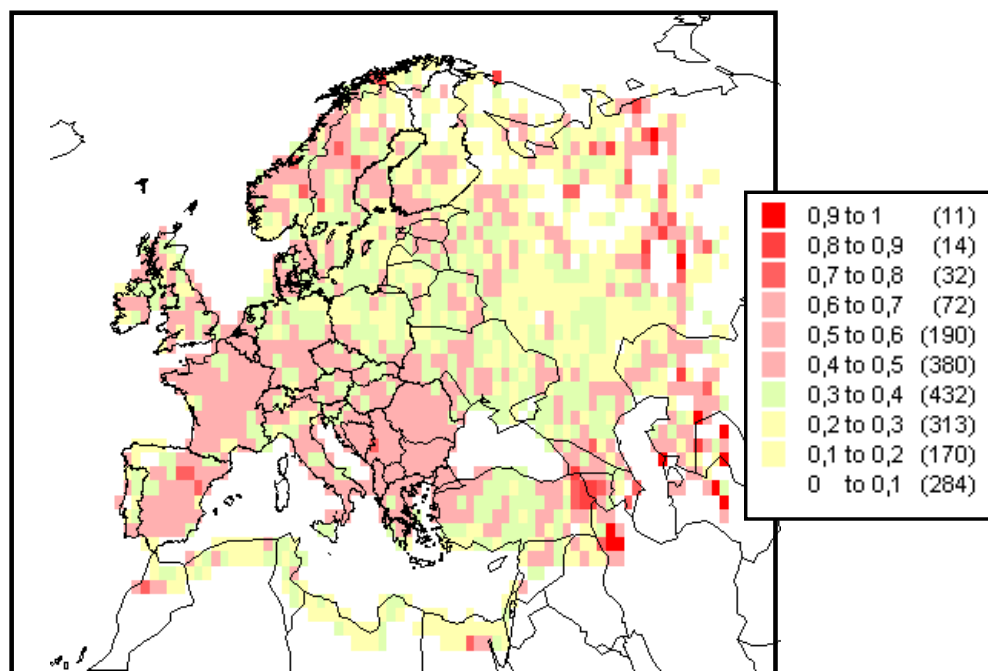 0,9 to 1 (11)
0,8 to 0,9 (14)
0,7 to 0,8 (32)
0,6 to 0,7 (72)
0,5 to 0,6 (190)
0,4 to 0,5 (380)
0,3 to 0,4 (432)
0,2 to 0,3 (313)
0,1 to 0,2 (170)
0 to 0,1 (284)